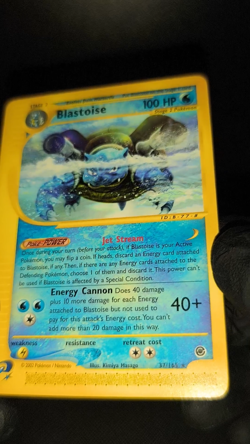 Blastoise
100 HP
Stage 2 Pokémon
POKé-POWER
Jet Stream
Once during your turn (before your attack), if Blastoise is your Active
Pokémon, you may flip a coin. If heads, discard an Energy card attached
to Blastoise, if any. Then, if there are any Energy cards attached to the
Defending Pokémon, choose 1 of them and discard it. This power can't
be used if Blastoise is affected by a Special Condition.
Energy Cannon Does 40 damage
plus 10 more damage for each Energy
attached to Blastoise but not used to
pay for this attack's Energy cost. You can't
add more than 20 damage in this way.
40+
weakness resistance retreat cost
Illus. Kimiya Masago